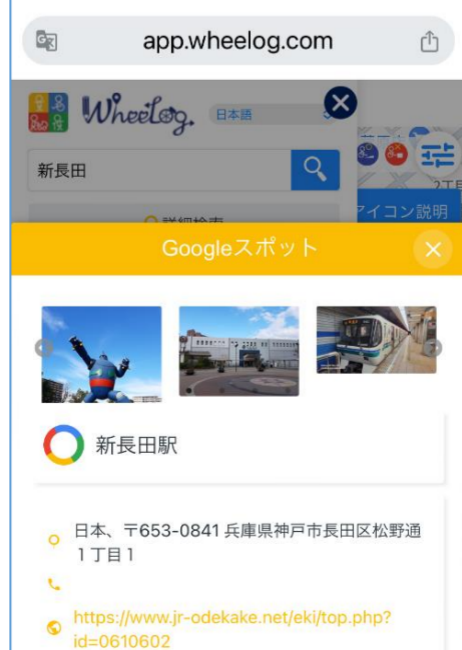 app.wheelog.com
WheeLog. 日本語
新長田
アイコン説明
詳細検索
Googleスポット
新長田駅
日本、〒653-0841 兵庫県神戸市長田区松野通
1丁目1
https://www.jr-odekake.net/eki/top.php?
id=0610602